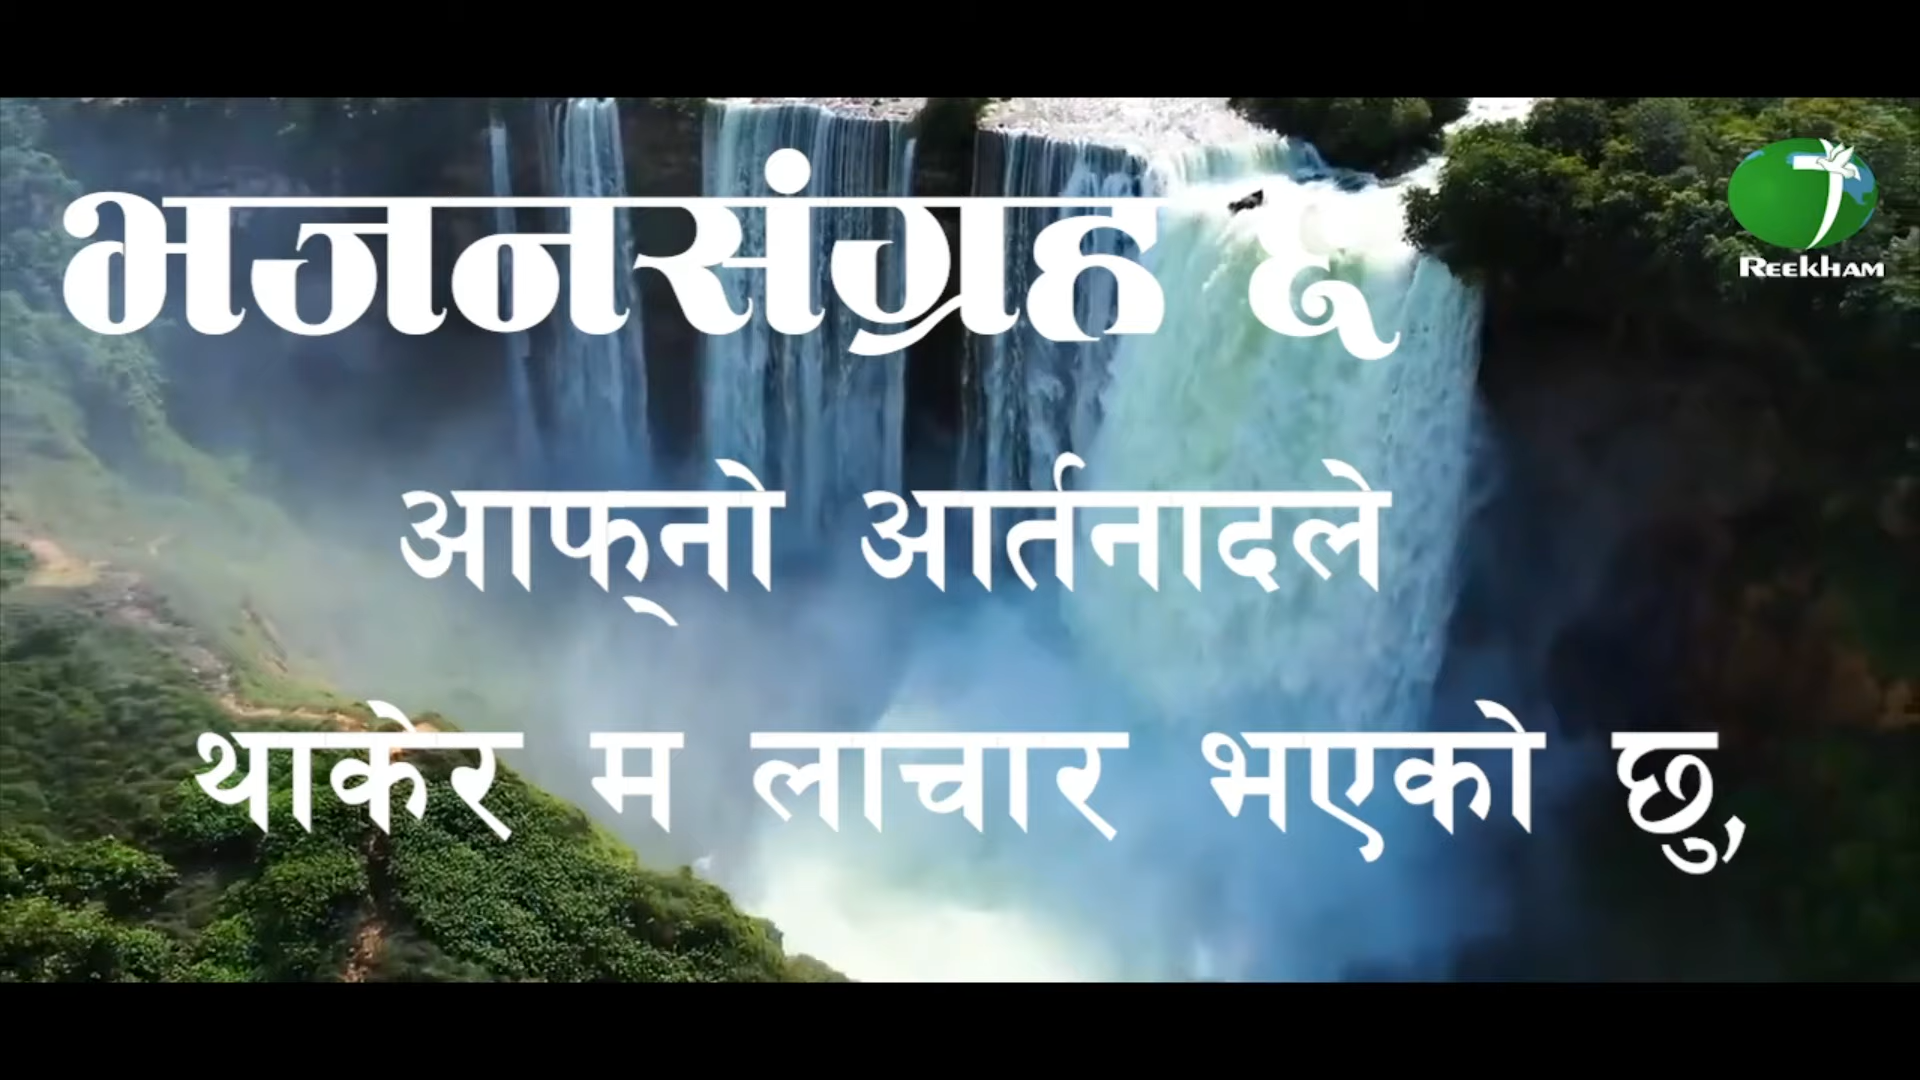 भजनसंग्रह ६
REEKHAM
आफ्‌नो आर्तनादले
थाकेर म लाचार भएको छु,